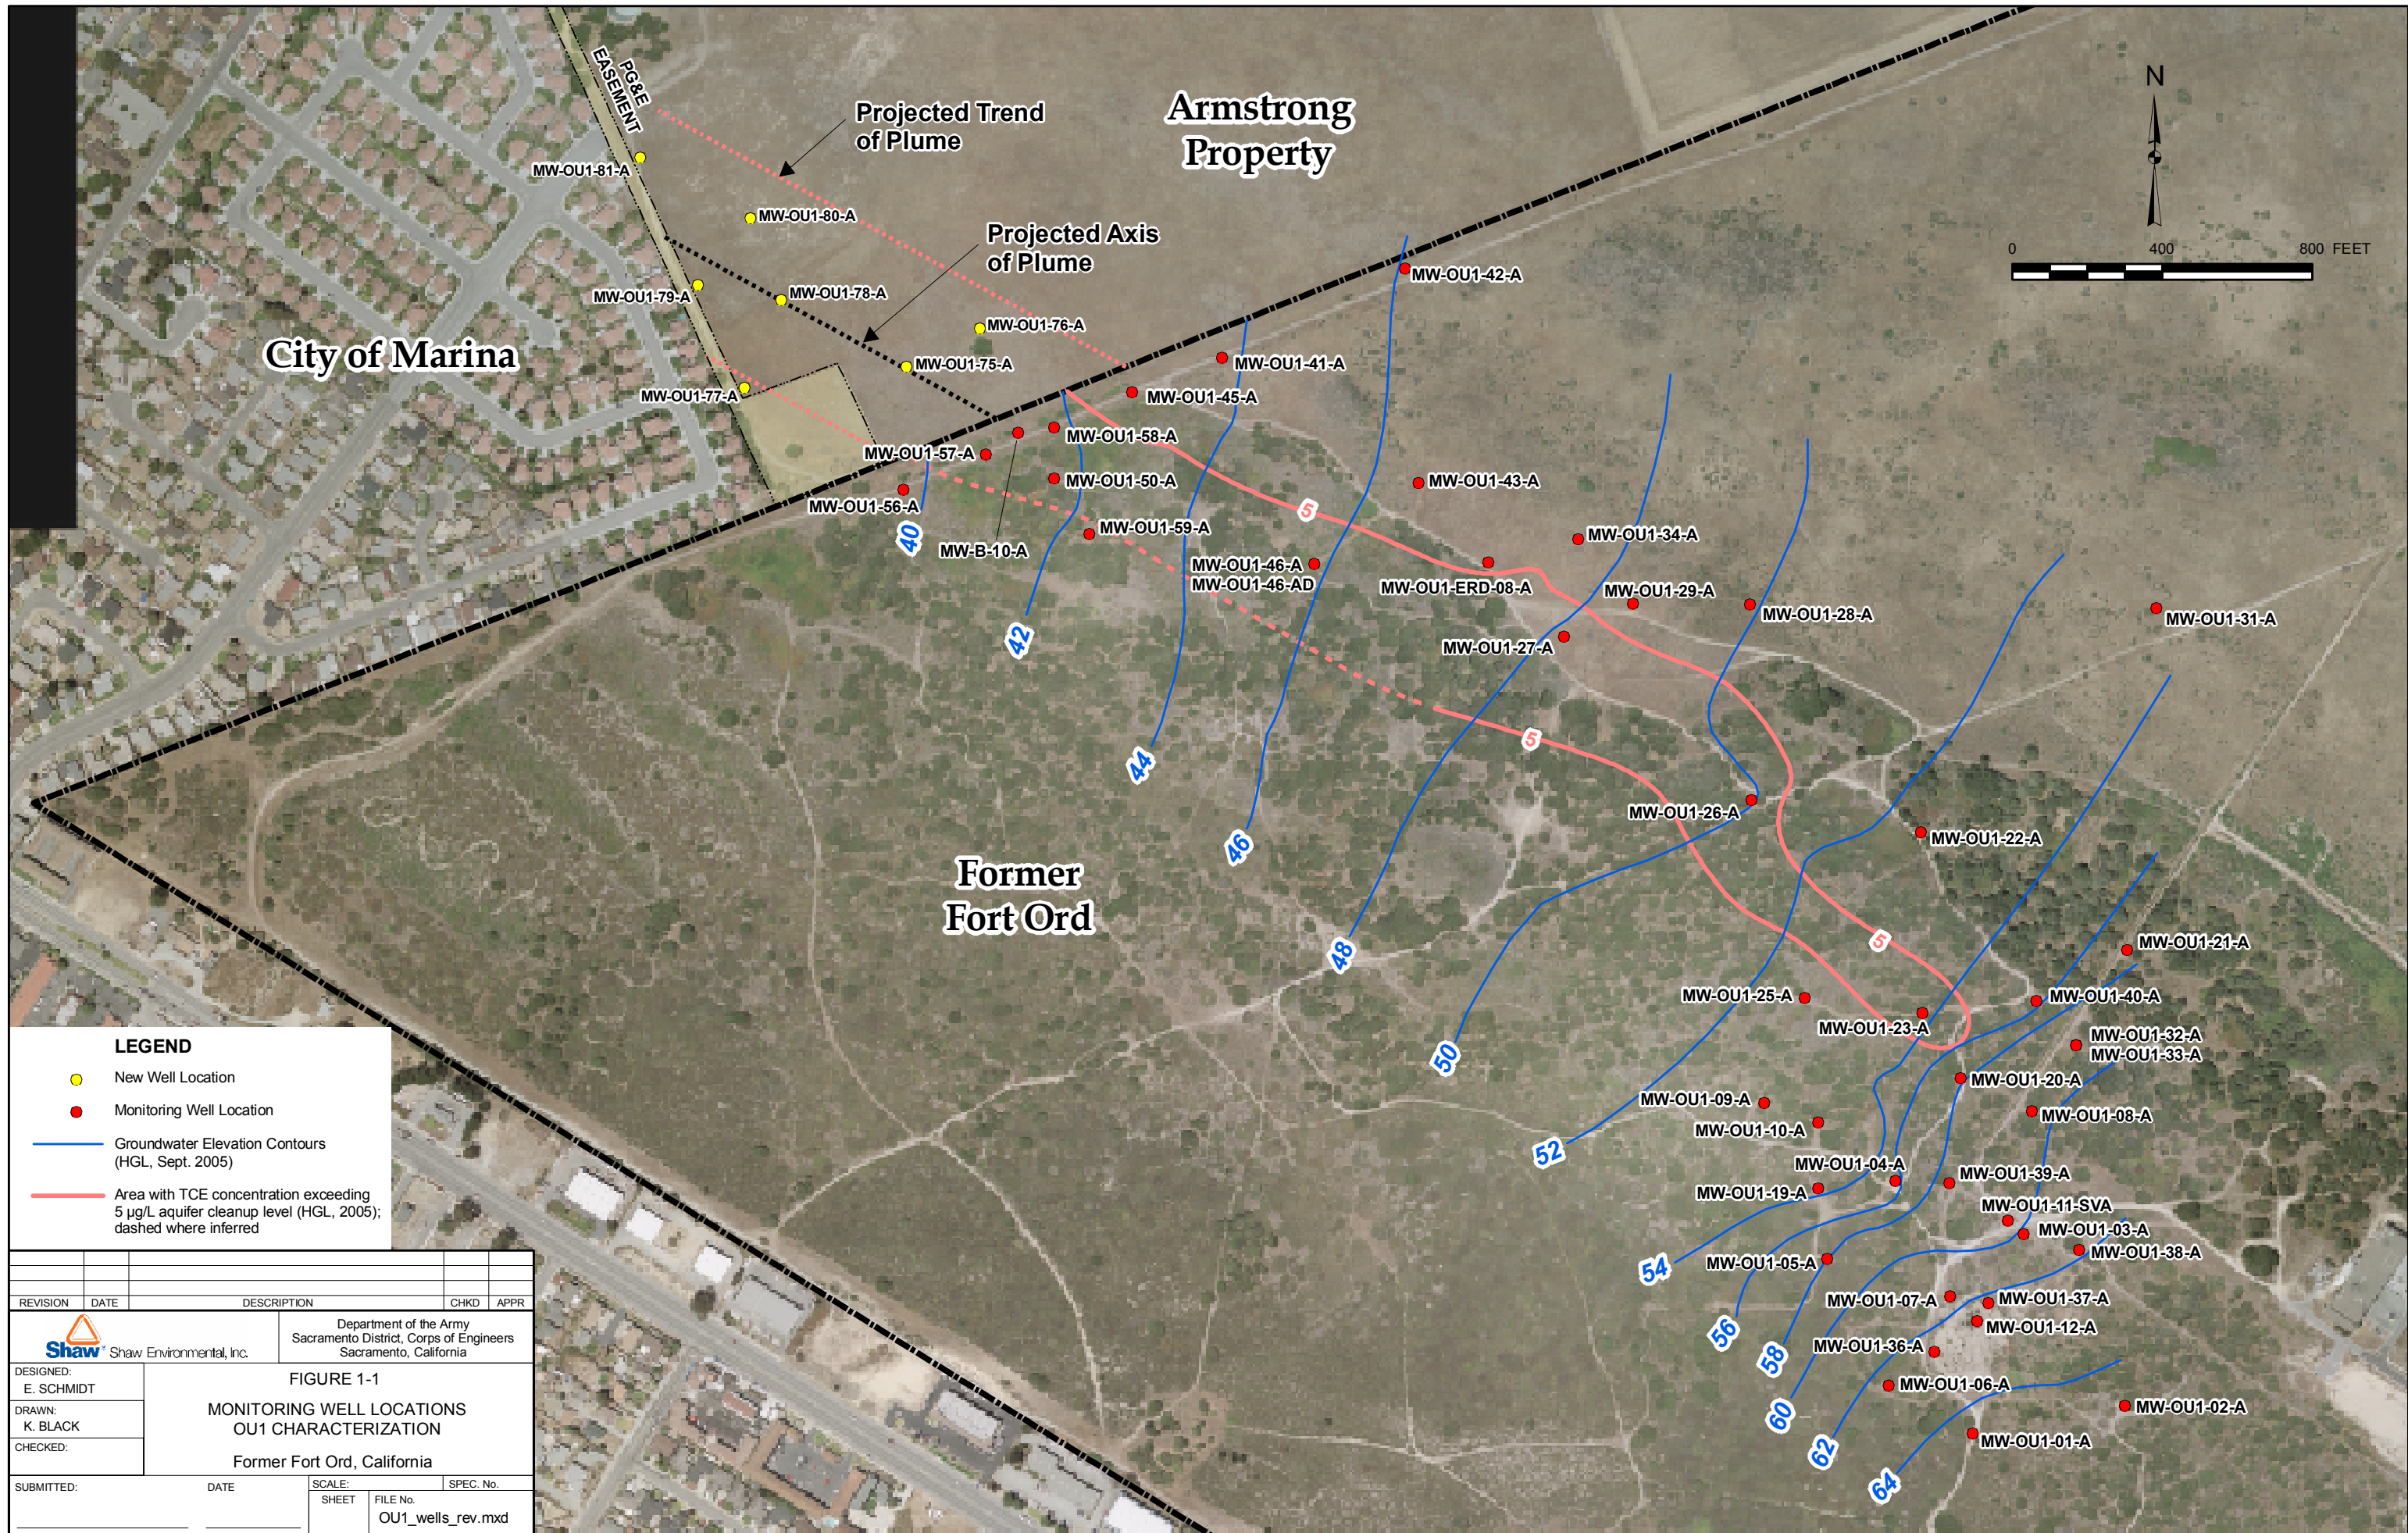 PG&E
EASEMENT
Projected Trend
of Plume
Armstrong
Property
N
0 400 800 FEET
MW-OU1-81-A
MW-OU1-80-A
Projected Axis
of Plume
MW-OU1-42-A
MW-OU1-79-A
MW-OU1-78-A
MW-OU1-76-A
City of Marina
MW-OU1-75-A
MW-OU1-41-A
MW-OU1-77-A
MW-OU1-45-A
MW-OU1-58-A
MW-OU1-57-A
MW-OU1-50-A
MW-OU1-43-A
MW-OU1-56-A
5
40
MW-OU1-59-A
MW-B-10-A
MW-OU1-34-A
MW-OU1-46-A
MW-OU1-46-AD
MW-OU1-ERD-08-A
MW-OU1-29-A
MW-OU1-28-A
MW-OU1-31-A
42
MW-OU1-27-A
5
44
MW-OU1-26-A
46
MW-OU1-22-A
Former
Fort Ord
48
5
MW-OU1-21-A
MW-OU1-25-A
MW-OU1-40-A
MW-OU1-23-A
MW-OU1-32-A
MW-OU1-33-A
50
MW-OU1-20-A
MW-OU1-09-A
MW-OU1-08-A
MW-OU1-10-A
52
MW-OU1-04-A
MW-OU1-39-A
MW-OU1-19-A
MW-OU1-11-SVA
MW-OU1-03-A
MW-OU1-38-A
MW-OU1-05-A
54
MW-OU1-07-A
MW-OU1-37-A
MW-OU1-12-A
56
MW-OU1-36-A
58
MW-OU1-06-A
60
MW-OU1-02-A
MW-OU1-01-A
62
64
LEGEND
New Well Location
Monitoring Well Location
Groundwater Elevation Contours
(HGL, Sept. 2005)
Area with TCE concentration exceeding
5 µg/L aquifer cleanup level (HGL, 2005);
dashed where inferred
REVISION DATE DESCRIPTION CHKD APPR
Shaw Shaw Environmental, Inc.
Department of the Army
Sacramento District, Corps of Engineers
Sacramento, California
DESIGNED:
E. SCHMIDT
DRAWN:
K. BLACK
CHECKED:
FIGURE 1-1
MONITORING WELL LOCATIONS
OU1 CHARACTERIZATION
Former Fort Ord, California
SUBMITTED: DATE
SCALE: SPEC. No.
SHEET FILE No.
OU1_wells_rev.mxd